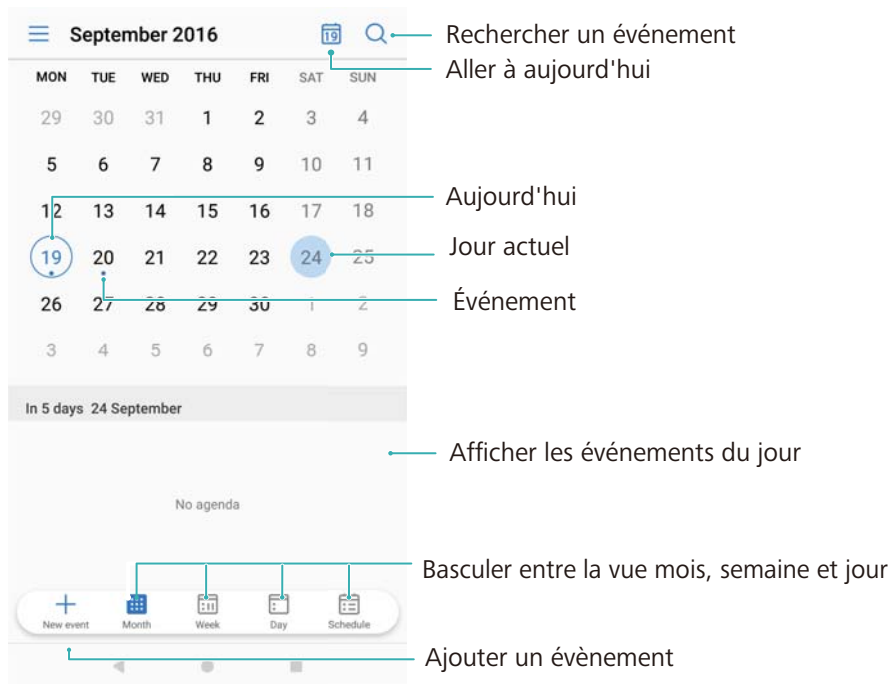 September 2016
19
Rechercher un événement
Aller à aujourd'hui
MON TUE WED THU FRI SAT SUN
29 30 31 1 2 3 4
5 6 7 8 9 10 11
12 13 14 15 16 17 18
Aujourd'hui
19 20 21 22 23 24 25
Jour actuel
26 27 28 29 30 1 2
Événement
3 4 5 6 7 8 9
In 5 days 24 September
Afficher les événements du jour
No agenda
Basculer entre la vue mois, semaine et jour
New event Month Week Day Schedule
Ajouter un évènement